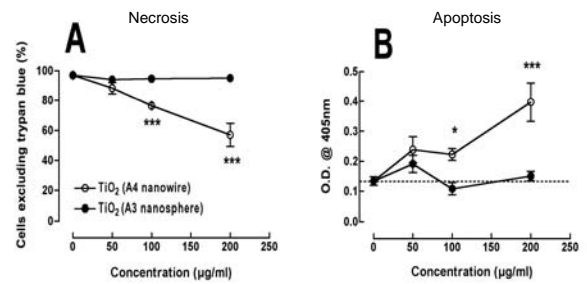 Necrosis
Apoptosis
A
Cells excluding trypan blue (%)
100
80
60
40
20
0
***
***
TiO2 (A4 nanowire)
TiO2 (A3 nanosphere)
0 50 100 150 200 250
Concentration (µg/ml)
B
O.D. @ 405nm
0.5
0.4
0.3
0.2
0.1
0.0
*
***
0 50 100 150 200 250
Concentration (µg/ml)